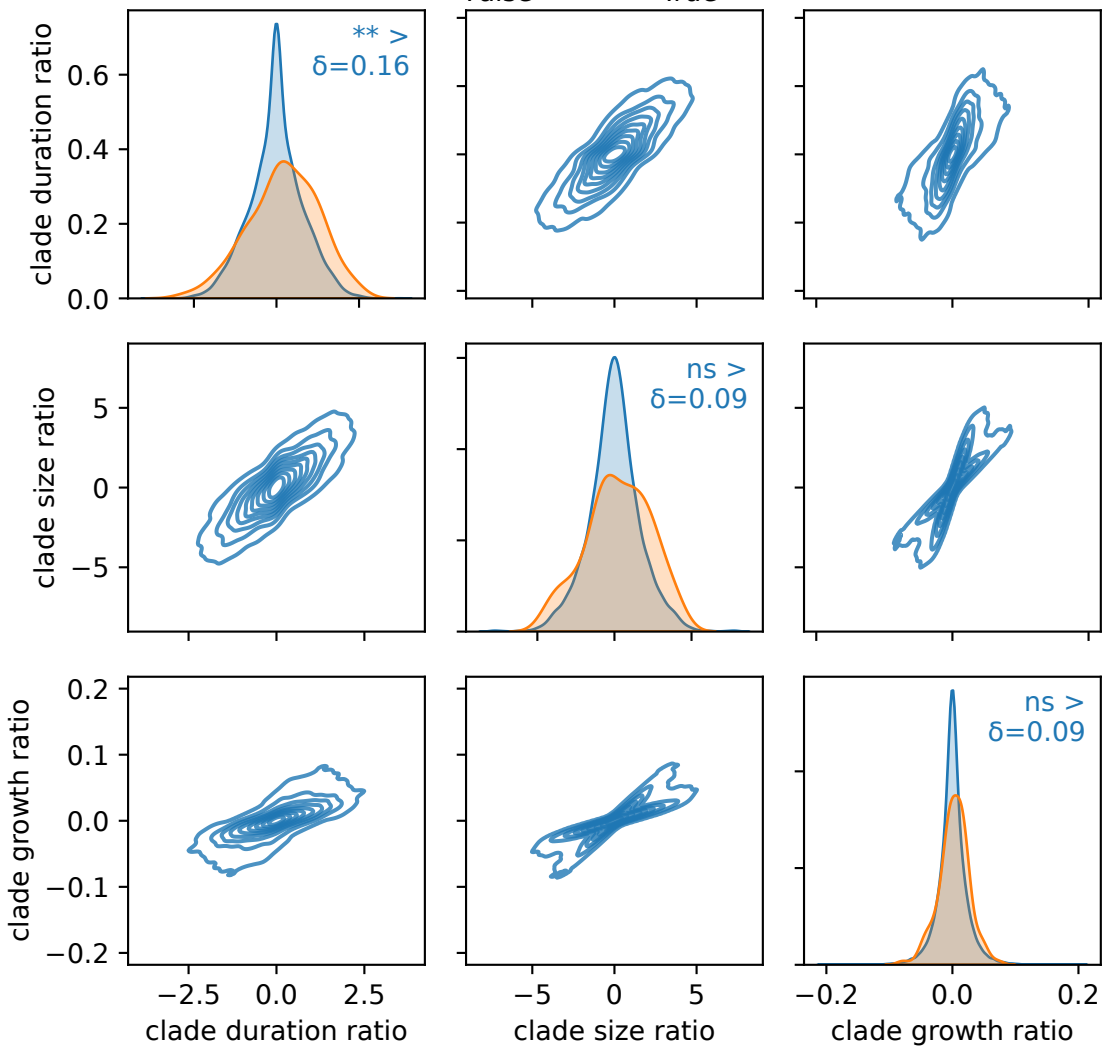 clade duration ratio
0.6
0.4
0.2
0.0
** >
δ=0.16
clade size ratio
5
0
−5
ns >
δ=0.09
clade growth ratio
0.2
0.1
0.0
−0.1
−0.2
ns >
δ=0.09
−2.5 0.0 2.5
−5 0 5
−0.2 0.0 0.2
clade duration ratio
clade size ratio
clade growth ratio